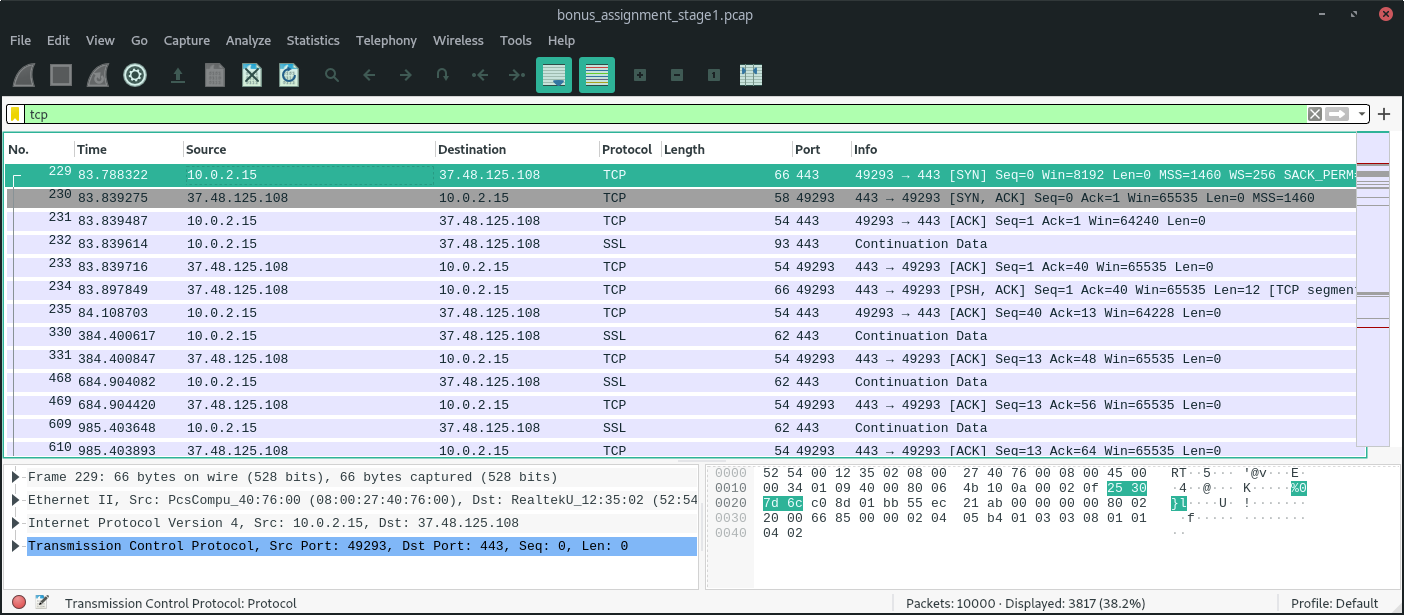 bonus_assignment_stage1.pcap
File Edit View Go Capture Analyze Statistics Telephony Wireless Tools Help
tcp
No. Time Source Destination Protocol Length Port Info
229 83.788322 10.0.2.15 37.48.125.108 TCP 66 443 49293 → 443 [SYN] Seq=0 Win=8192 Len=0 MSS=1460 WS=256 SACK_PERM=
230 83.839275 37.48.125.108 10.0.2.15 TCP 58 49293 443 → 49293 [SYN, ACK] Seq=0 Ack=1 Win=65535 Len=0 MSS=1460
231 83.839487 10.0.2.15 37.48.125.108 TCP 54 443 49293 → 443 [ACK] Seq=1 Ack=1 Win=64240 Len=0
232 83.839614 10.0.2.15 37.48.125.108 SSL 93 443 Continuation Data
233 83.839716 37.48.125.108 10.0.2.15 TCP 54 49293 443 → 49293 [ACK] Seq=1 Ack=40 Win=65535 Len=0
234 83.897849 37.48.125.108 10.0.2.15 TCP 66 49293 443 → 49293 [PSH, ACK] Seq=1 Ack=40 Win=65535 Len=12 [TCP segmen
235 84.108703 10.0.2.15 37.48.125.108 TCP 54 443 49293 → 443 [ACK] Seq=40 Ack=13 Win=64228 Len=0
330 384.400617 10.0.2.15 37.48.125.108 SSL 62 443 Continuation Data
331 384.400847 37.48.125.108 10.0.2.15 TCP 54 49293 443 → 49293 [ACK] Seq=13 Ack=48 Win=65535 Len=0
468 684.904082 10.0.2.15 37.48.125.108 SSL 62 443 Continuation Data
469 684.904420 37.48.125.108 10.0.2.15 TCP 54 49293 443 → 49293 [ACK] Seq=13 Ack=56 Win=65535 Len=0
609 985.403648 10.0.2.15 37.48.125.108 SSL 62 443 Continuation Data
610 985.403893 37.48.125.108 10.0.2.15 TCP 54 49293 443 → 49293 [ACK] Seq=13 Ack=64 Win=65535 Len=0
Frame 229: 66 bytes on wire (528 bits), 66 bytes captured (528 bits)
Ethernet II, Src: PcsCompu_40:76:00 (08:00:27:40:76:00), Dst: RealtekU_12:35:02 (52:54
Internet Protocol Version 4, Src: 10.0.2.15, Dst: 37.48.125.108
Transmission Control Protocol, Src Port: 49293, Dst Port: 443, Seq: 0, Len: 0
0000 52 54 00 12 35 02 08 00 27 40 76 00 08 00 45 00 RT··5···'@v···E·
0010 00 34 01 09 40 00 80 06 4b 10 0a 00 02 0f 25 30 ·4··@···K·····%0
0020 7d 6c c0 8d 01 bb 55 ec 21 ab 00 00 00 00 80 02 }l····U·!·······
0030 20 00 66 85 00 00 02 04 05 b4 01 03 03 08 01 01 ·f·············
0040 04 02 ··
Transmission Control Protocol: Protocol
Packets: 10000 · Displayed: 3817 (38.2%)
Profile: Default